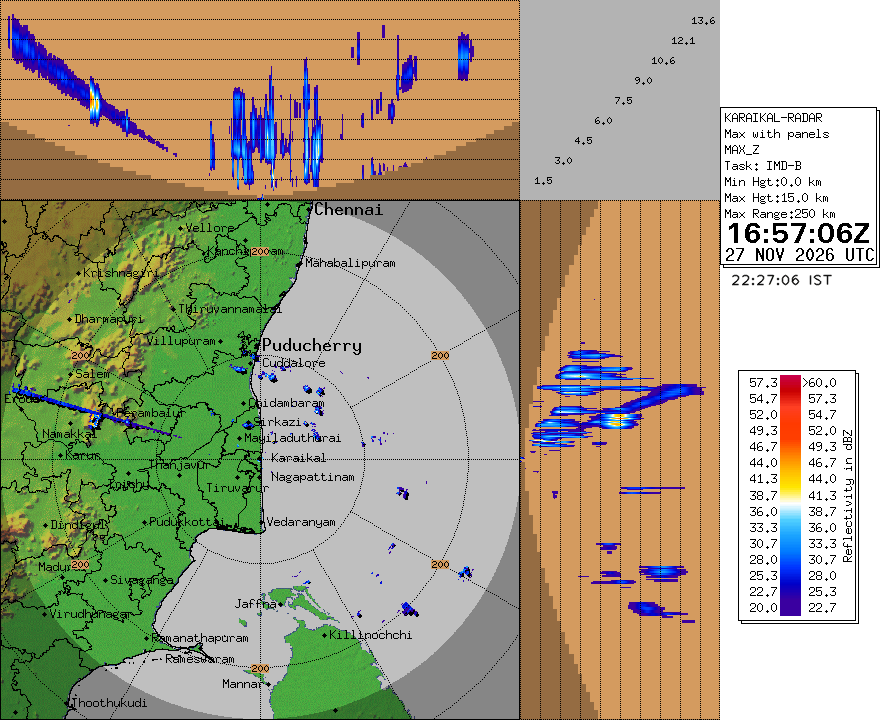 13.6
12.1
10.6
9.0
7.5
6.0
4.5
3.0
1.5
KARAIKAL-RADAR
Max with panels
MAX_Z
Task: IMD-B
Min Hgt:0.0 km
Max Hgt:15.0 km
Max Range:250 km
16:57:06Z
27 NOV 2026 UTC
22:27:06 IST
Chennai
Vellore
200
Mahabalipuram
Krishnagiri
Thiruvannamalai
Dharmapuri
Villupuram
Puducherry
200
200
Cuddalore
Salem
Chidambaram
Perambalur
Sirkazi
Namakkal
Mayiladuthurai
Karur
Karaikal
Thanjavur
Nagapattinam
Tiruvarur
Pudukkottai
Vedaranyam
Dindigul
200
200
Sivaganga
Jaffna
Virudhunagar
Killinochchi
Ramanathapuram
Rameswaram
200
Mannar
Thoothukudi
57.3 >60.0
54.7 57.3
52.0 54.7
49.3 52.0
46.7 49.3
44.0 46.7
41.3 44.0
38.7 41.3
36.0 38.7
33.3 36.0
30.7 33.3
28.0 30.7
25.3 28.0
22.7 25.3
20.0 22.7
Reflectivity in dBZ